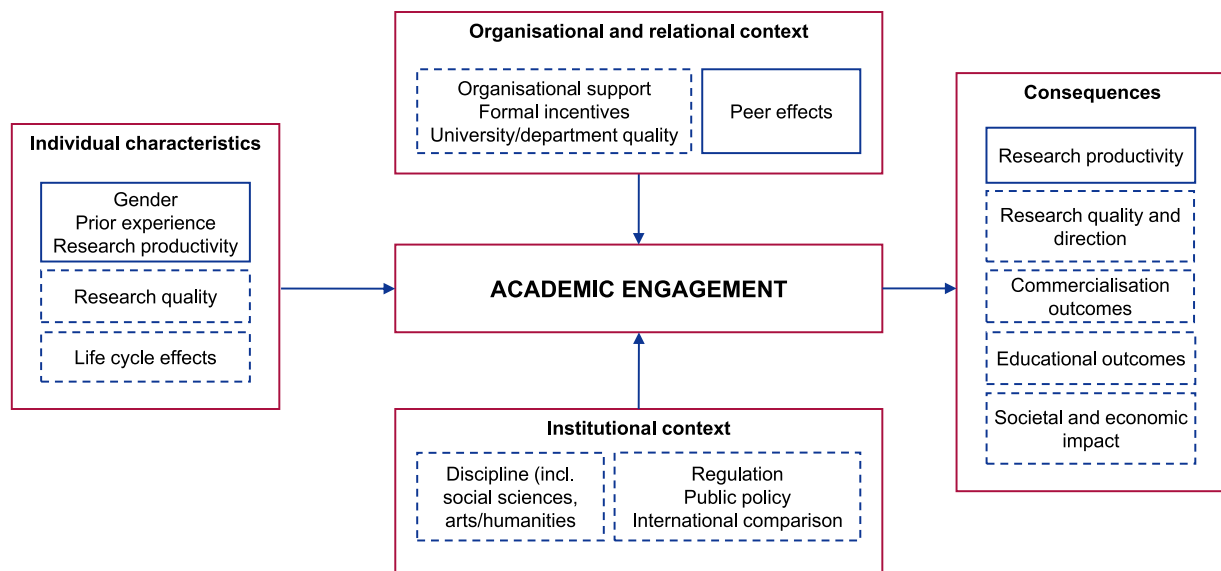 Organisational and relational context
Organisational support
Formal incentives
University/department quality
Peer effects
Individual characteristics
Gender
Prior experience
Research productivity
Research quality
Life cycle effects
ACADEMIC ENGAGEMENT
Institutional context
Discipline (incl.
social sciences,
arts/humanities
Regulation
Public policy
International comparison
Consequences
Research productivity
Research quality and
direction
Commercialisation
outcomes
Educational outcomes
Societal and economic
impact